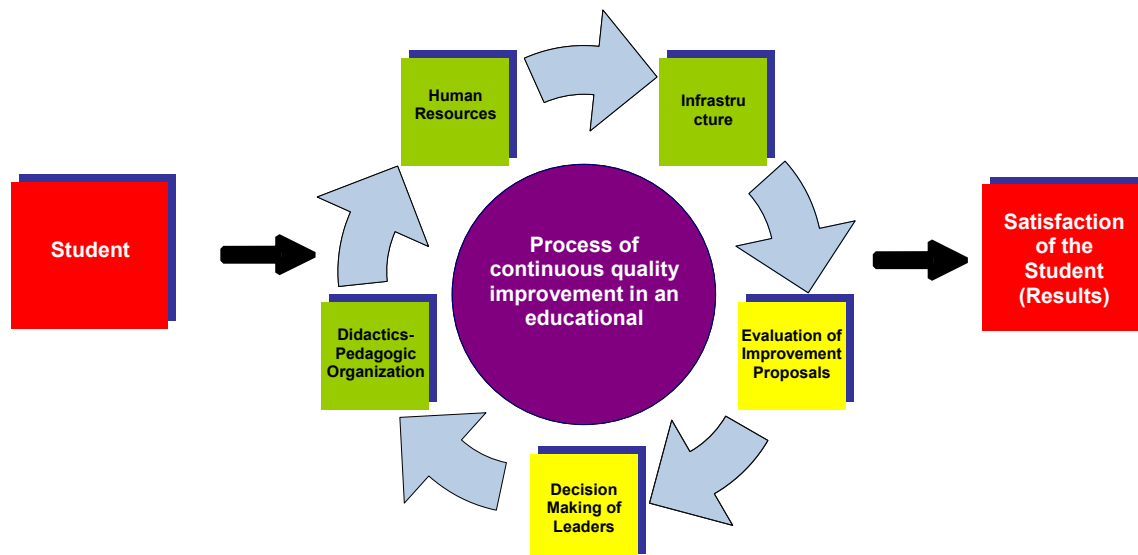 Human
Resources
Infrastru
cture
Student
Process of
continuous quality
improvement in an
educational
Satisfaction
of the
Student
(Results)
Didactics-
Pedagogic
Organization
Evaluation of
Improvement
Proposals
Decision
Making of
Leaders